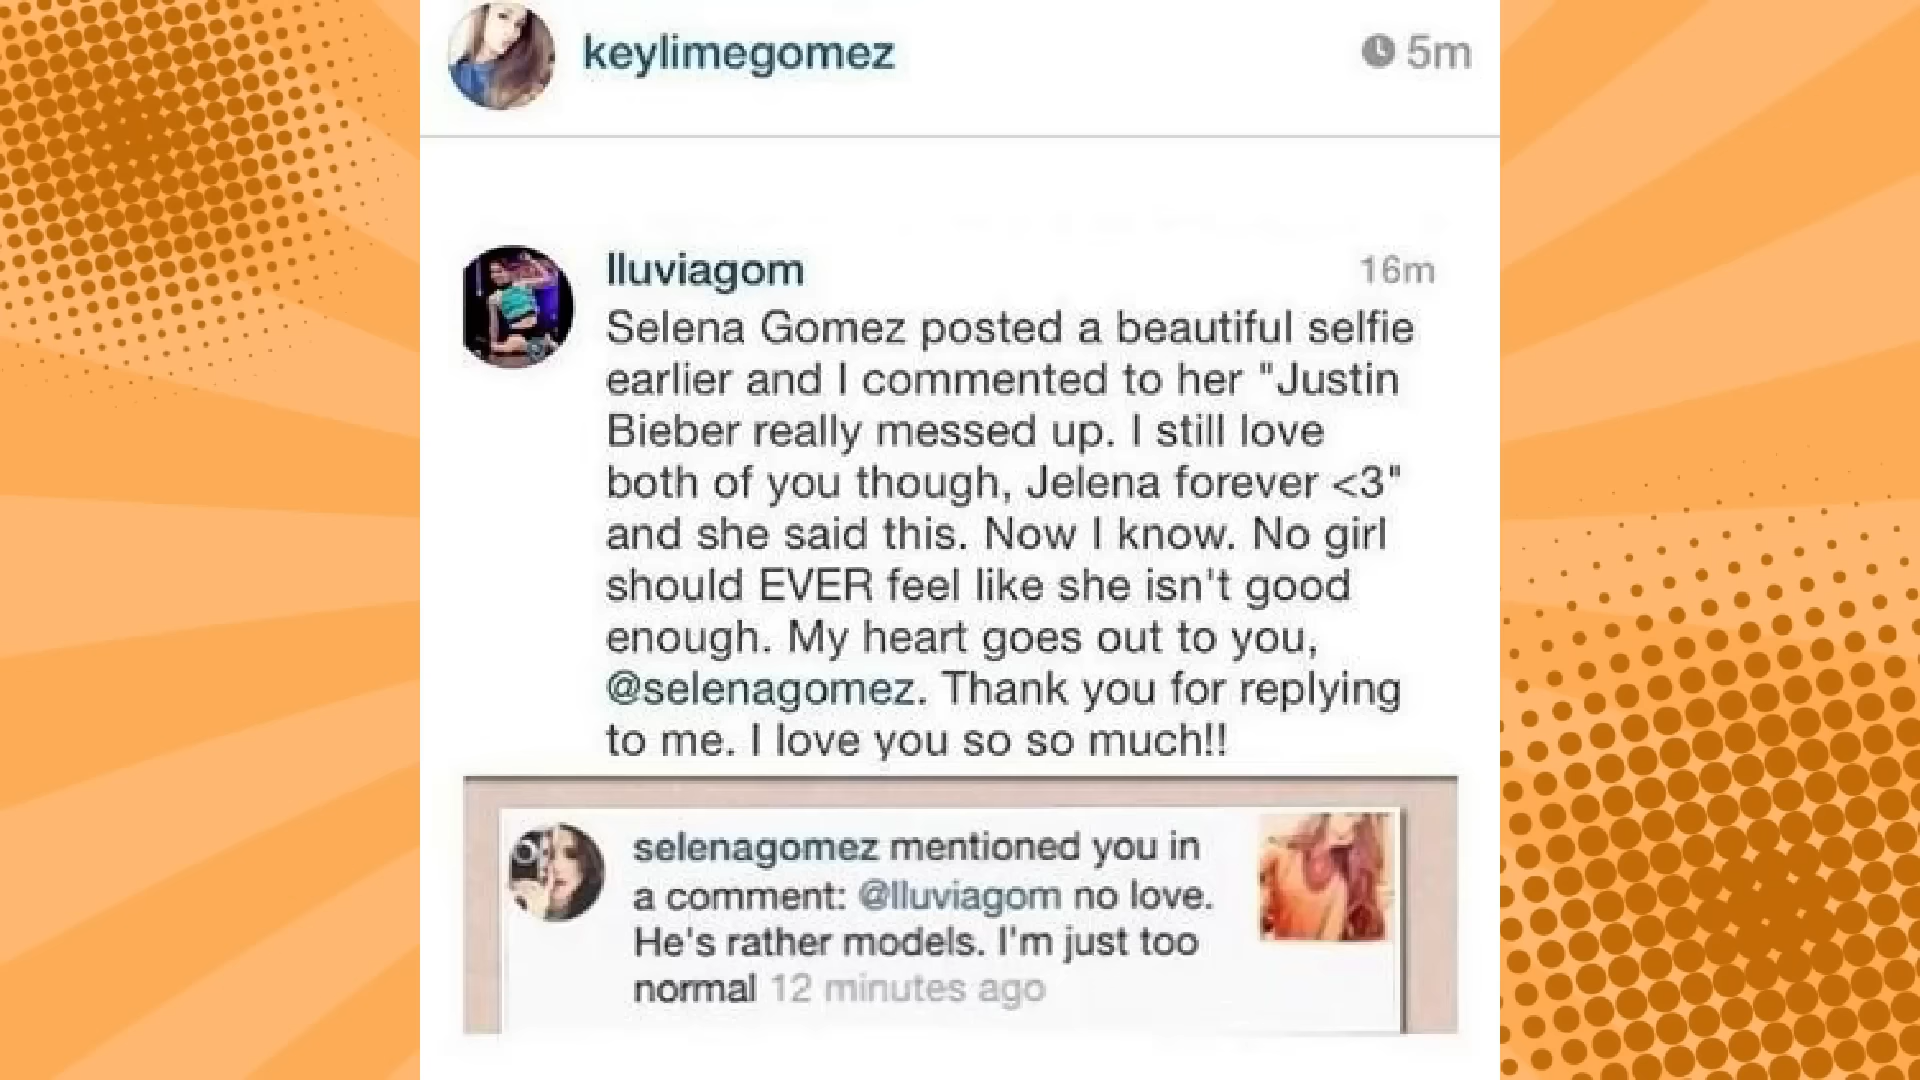 keylimegomez 5m
lluviagom 16m
Selena Gomez posted a beautiful selfie
earlier and I commented to her "Justin
Bieber really messed up. I still love
both of you though, Jelena forever <3"
and she said this. Now I know. No girl
should EVER feel like she isn't good
enough. My heart goes out to you,
@selenagomez. Thank you for replying
to me. I love you so so much!!
selenagomez mentioned you in
a comment: @lluviagom no love.
He's rather models. I'm just too
normal 12 minutes ago